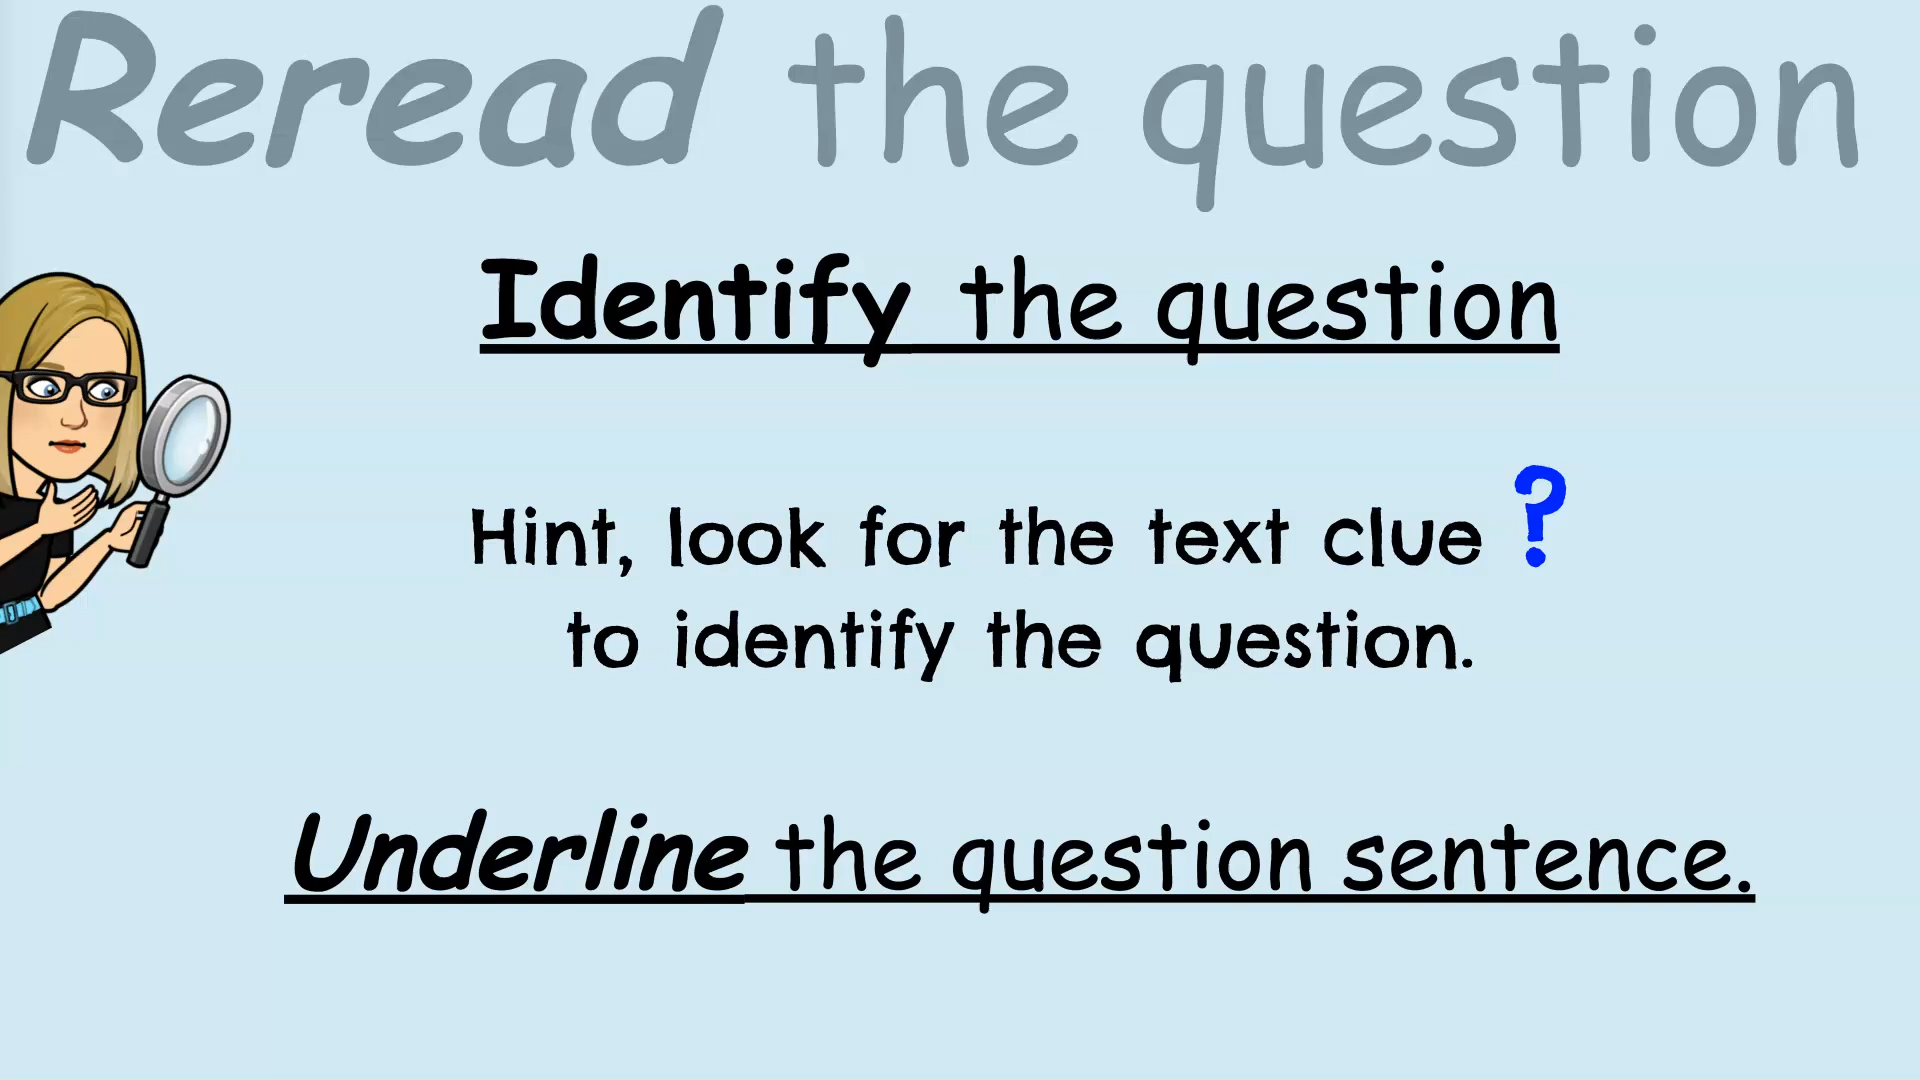 Reread the question
Identify the question
Hint, look for the text clue ?
to identify the question.
Underline the question sentence.